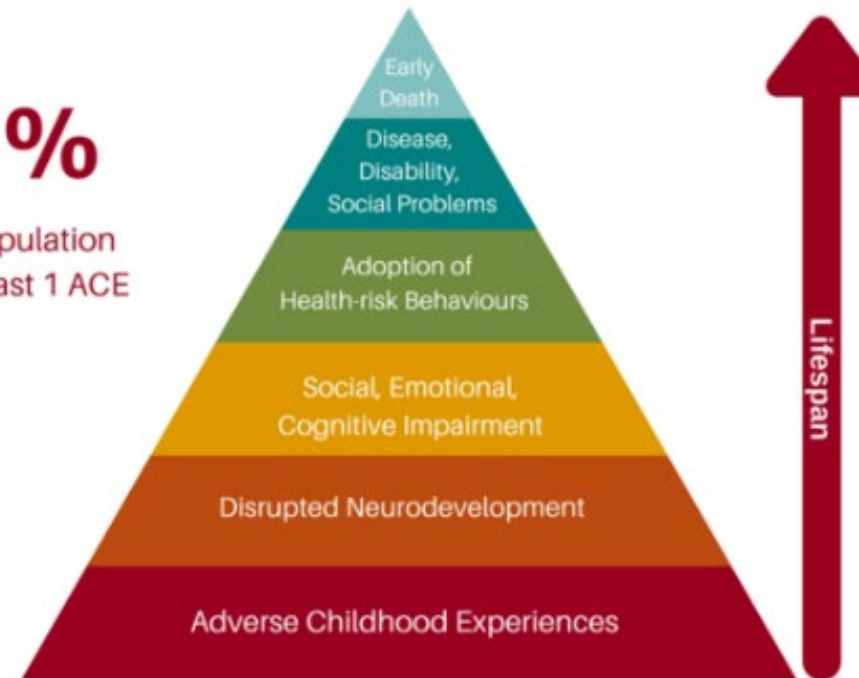 Early
Death
%
Disease,
Disability,
Social Problems
pulation
ast 1 ACE
Adoption of
Health-risk Behaviours
Social, Emotional,
Cognitive Impairment
Disrupted Neurodevelopment
Adverse Childhood Experiences
Lifespan